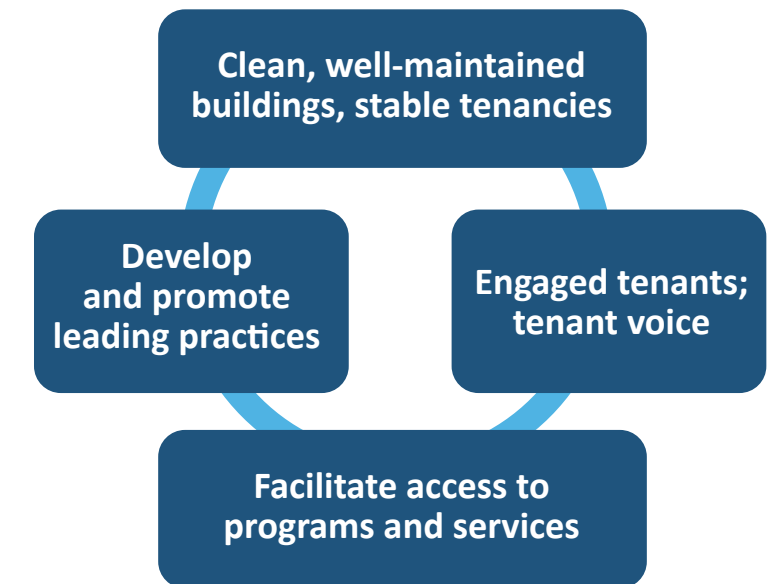 Clean, well-maintained
buildings, stable tenancies
Develop
and promote
leading practices
Engaged tenants;
tenant voice
Facilitate access to
programs and services